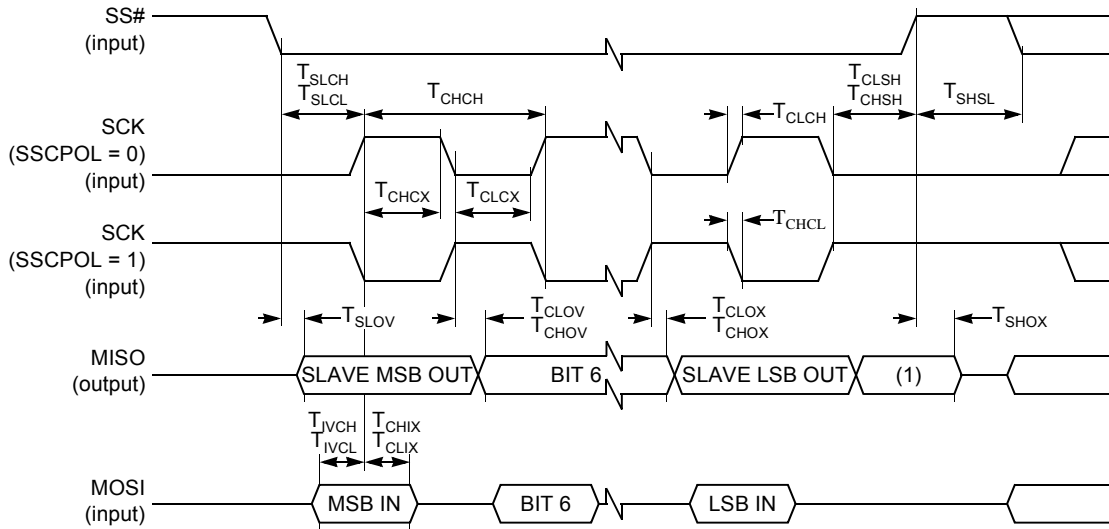 SS#
(input)
T_SLCH
T_SLCL
T_CHCH
T_CLCH
T_CLSH
T_CHSH
T_SHSL
SCK
(SSCPOL = 0)
(input)
T_CHCX
T_CLCX
T_CHCL
SCK
(SSCPOL = 1)
(input)
T_SLOV
T_CLOV
T_CHOV
T_CLOX
T_CHOX
T_SHOX
MISO
(output)
SLAVE MSB OUT
BIT 6
SLAVE LSB OUT
(1)
T_IVCH
T_IVCL
T_CHIX
T_CLIX
MOSI
(input)
MSB IN
BIT 6
LSB IN